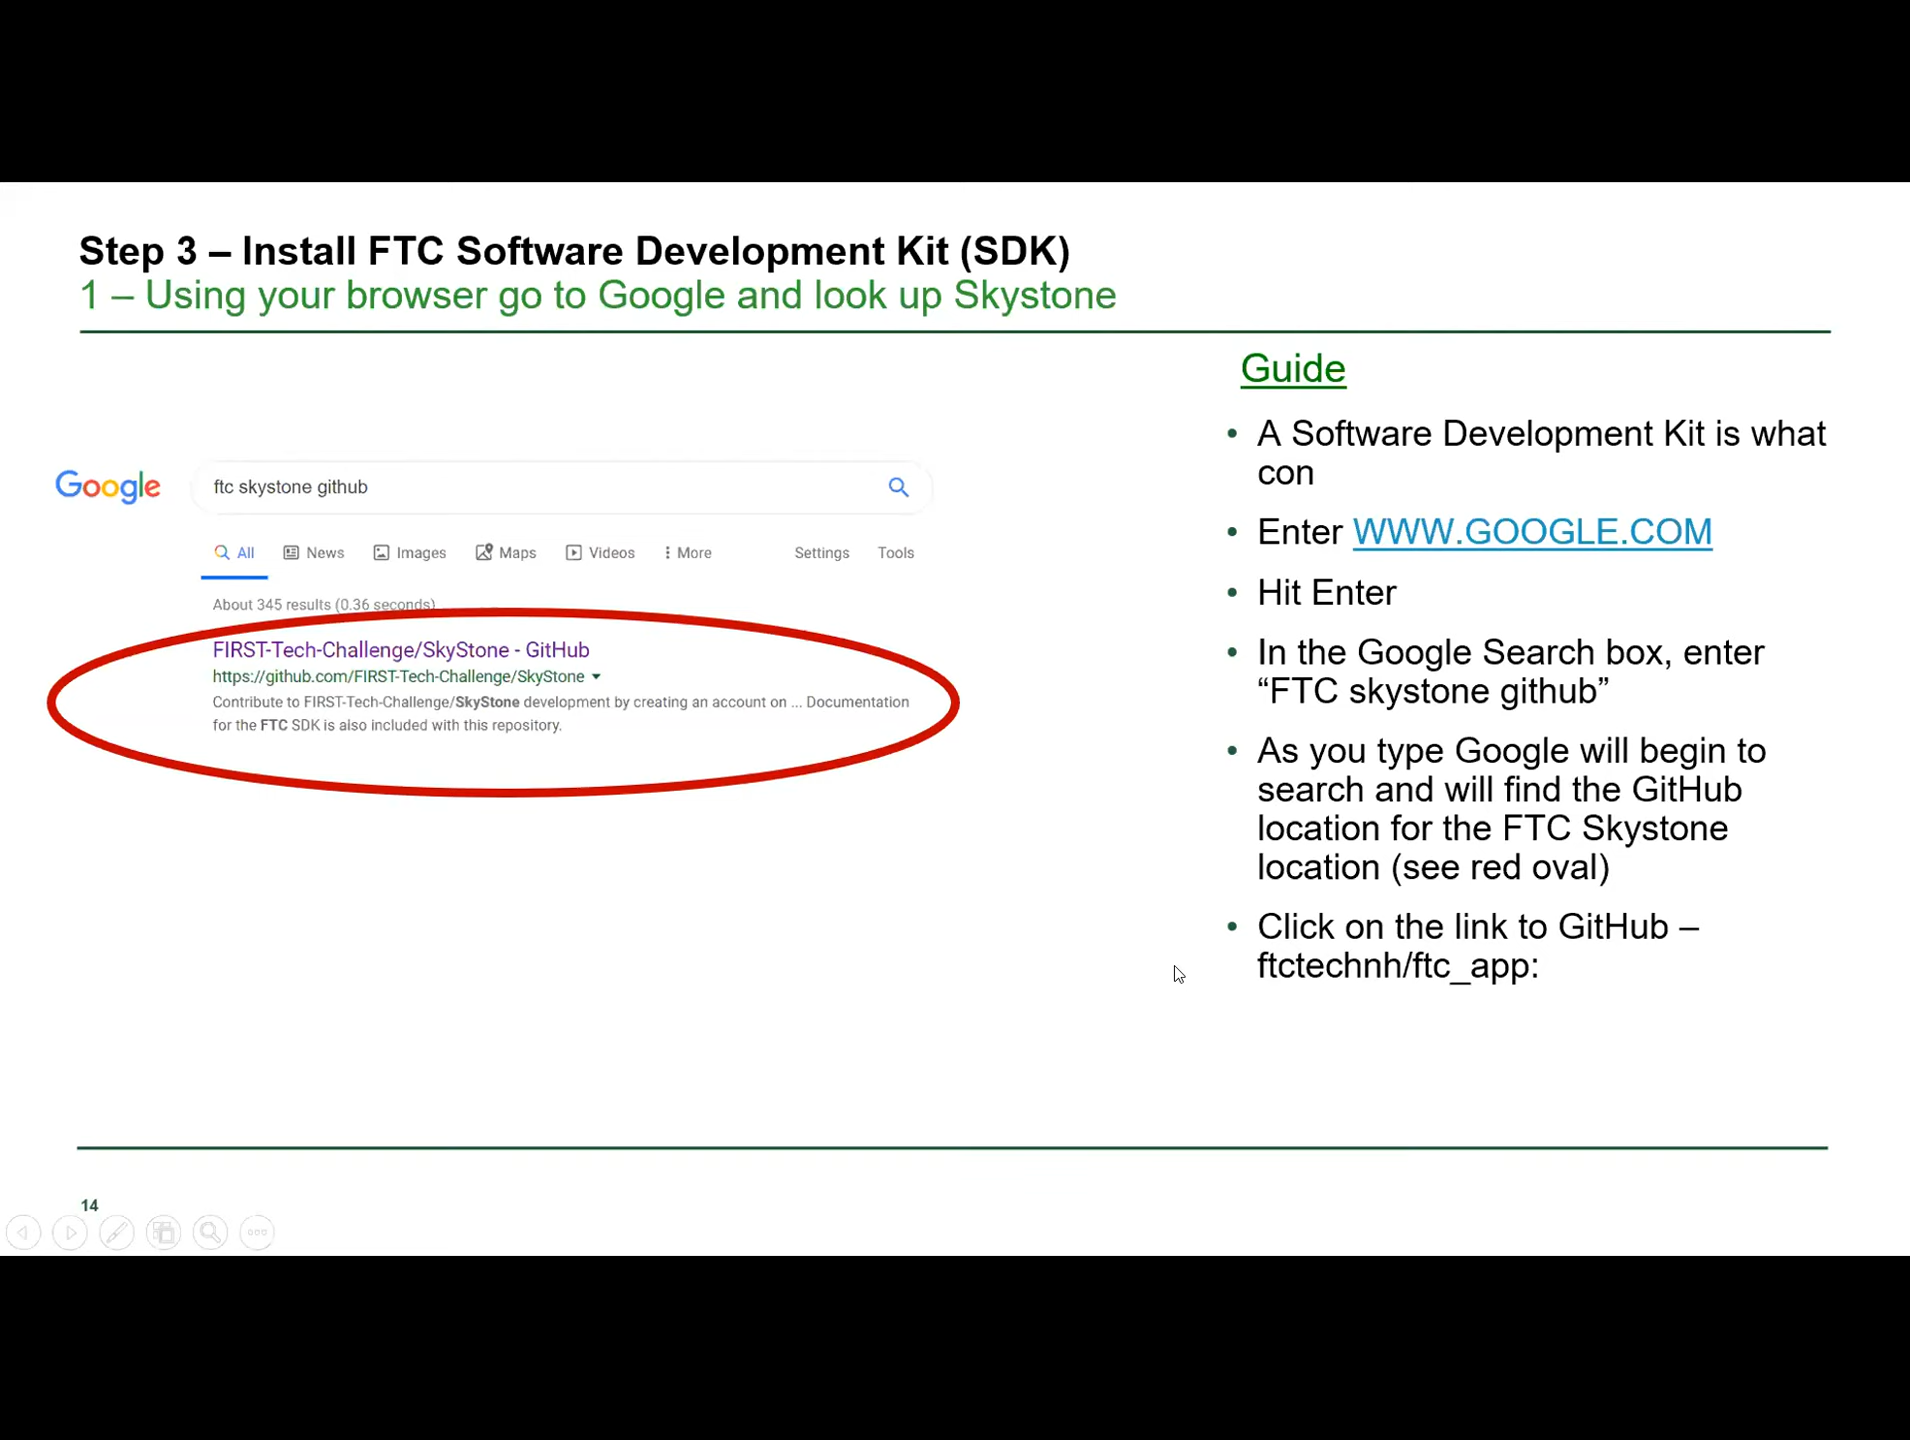 Step 3 – Install FTC Software Development Kit (SDK)
1 – Using your browser go to Google and look up Skystone
Google
ftc skystone github
All News Images Maps Videos More Settings Tools
About 345 results (0.36 seconds)
FIRST-Tech-Challenge/SkyStone - GitHub
https://github.com/FIRST-Tech-Challenge/SkyStone
Contribute to FIRST-Tech-Challenge/SkyStone development by creating an account on ... Documentation
for the FTC SDK is also included with this repository.
Guide
• A Software Development Kit is what
con
• Enter WWW.GOOGLE.COM
• Hit Enter
• In the Google Search box, enter
“FTC skystone github”
• As you type Google will begin to
search and will find the GitHub
location for the FTC Skystone
location (see red oval)
• Click on the link to GitHub –
ftctechnh/ftc_app:
14